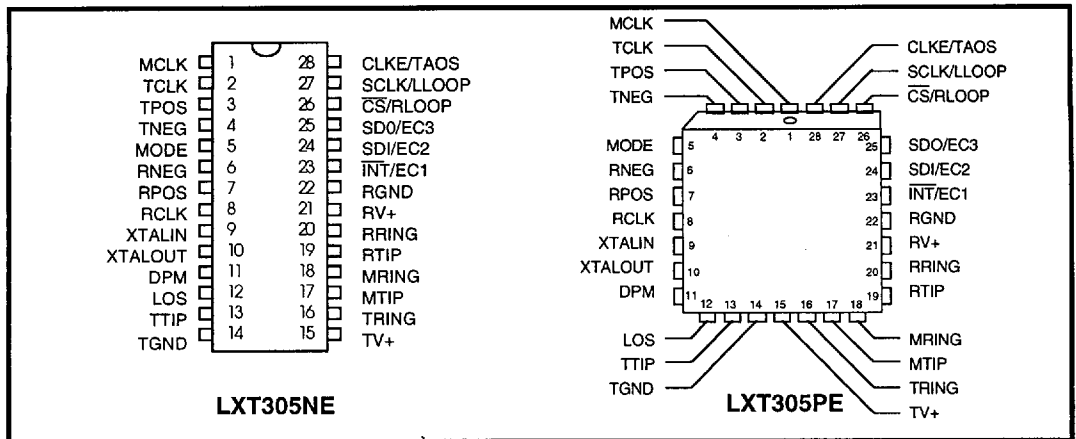 MCLK 1 28 CLKE/TAOS
TCLK 2 27 SCLK/LLOOP
TPOS 3 26 CS/RLOOP
TNEG 4 25 SD0/EC3
MODE 5 24 SDI/EC2
RNEG 6 23 INT/EC1
RPOS 7 22 RGND
RCLK 8 21 RV+
XTALIN 9 20 RRING
XTALOUT 10 19 RTIP
DPM 11 18 MRING
LOS 12 17 MTIP
TTIP 13 16 TRING
TGND 14 15 TV+
LXT305NE
MCLK
TCLK CLKE/TAOS
TPOS SCLK/LLOOP
TNEG CS/RLOOP
4 3 2 1 28 27 26
MODE 5 25 SDO/EC3
RNEG 6 24 SDI/EC2
RPOS 7 23 INT/EC1
RCLK 8 22 RGND
XTALIN 9 21 RV+
XTALOUT 10 20 RRING
DPM 11 19 RTIP
12 13 14 15 16 17 18
LOS MRING
TTIP MTIP
TGND TRING
LXT305PE TV+